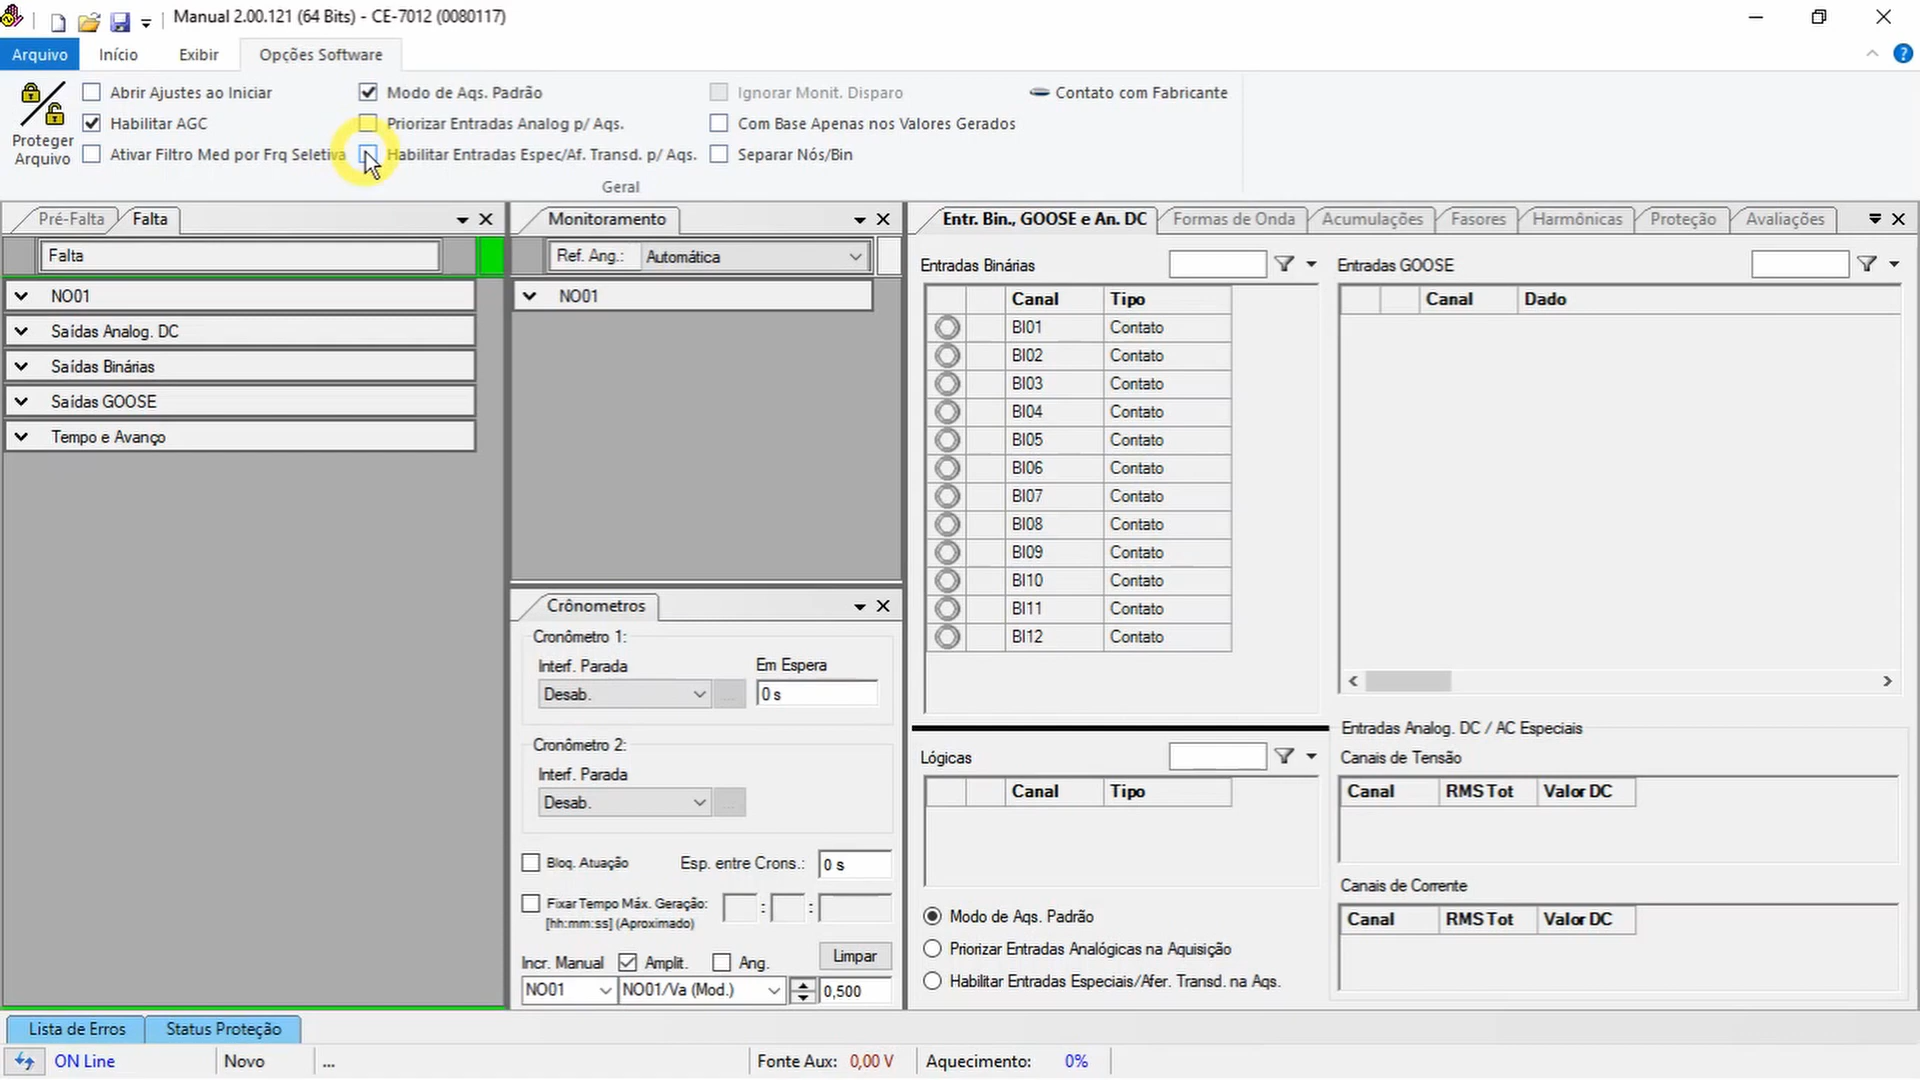 Manual 2.00.121 (64 Bits) - CE-7012 (0080117)
Arquivo
Início
Exibir
Opções Software
Proteger
Arquivo
Abrir Ajustes ao Iniciar
Habilitar AGC
Ativar Filtro Med por Frq Seletiva
Modo de Aqs. Padrão
Priorizar Entradas Analog p/ Aqs.
Habilitar Entradas Espec/Af. Transd. p/ Aqs.
Ignorar Monit. Disparo
Com Base Apenas nos Valores Gerados
Separar Nós/Bin
Contato com Fabricante
Geral
Pré-Falta
Falta
Falta
NO01
Saídas Analog. DC
Saídas Binárias
Saídas GOOSE
Tempo e Avanço
Monitoramento
Ref. Ang.:
Automática
NO01
Crônometros
Cronômetro 1:
Interf. Parada
Em Espera
Desab.
...
0 s
Cronômetro 2:
Interf. Parada
Desab.
...
Bloq. Atuação
Esp. entre Crons.:
0 s
Fixar Tempo Máx. Geração:
[hh:mm:ss] (Aproximado)
: :
Incr. Manual
Amplit.
Ang.
Limpar
NO01
NO01/Va (Mod.)
0,500
Entr. Bin., GOOSE e An. DC
Formas de Onda
Acumulações
Fasores
Harmônicas
Proteção
Avaliações
Entradas Binárias
Canal Tipo
BI01 Contato
BI02 Contato
BI03 Contato
BI04 Contato
BI05 Contato
BI06 Contato
BI07 Contato
BI08 Contato
BI09 Contato
BI10 Contato
BI11 Contato
BI12 Contato
Entradas GOOSE
Canal Dado
Lógicas
Canal Tipo
Modo de Aqs. Padrão
Priorizar Entradas Analógicas na Aquisição
Habilitar Entradas Especiais/Afer. Transd. na Aqs.
Entradas Analog. DC / AC Especiais
Canais de Tensão
Canal RMS Tot Valor DC
Canais de Corrente
Canal RMS Tot Valor DC
Lista de Erros
Status Proteção
ON Line
Novo
...
Fonte Aux: 0,00 V
Aquecimento: 0%